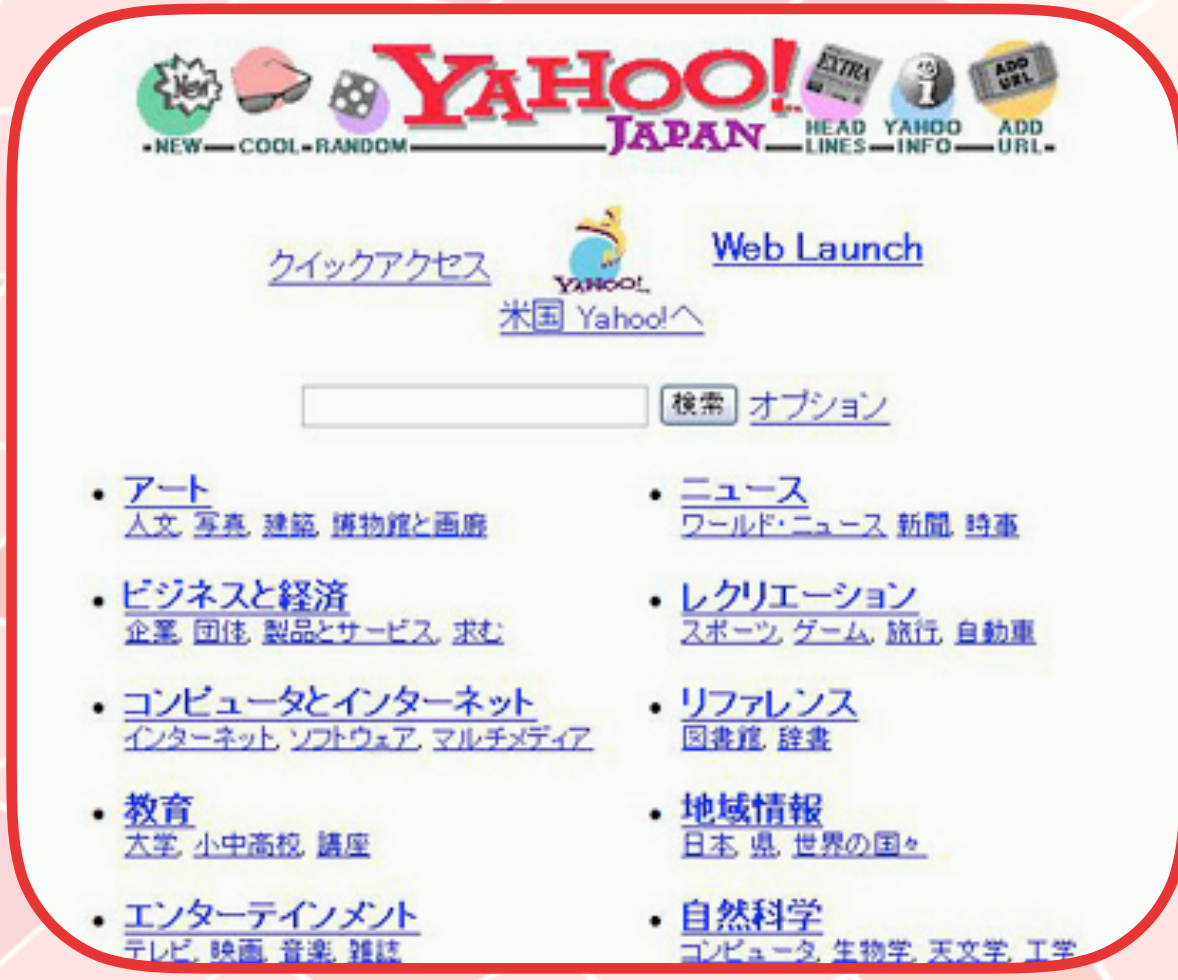 New EXTRA i ADD URL
YAHOO!
JAPAN
NEW COOL RANDOM HEAD LINES YAHOO INFO ADD URL
クイックアクセス YAHOO! Web Launch
米国 Yahoo!へ
検索 オプション
アート
人文, 写真, 建築, 博物館と画廊
ビジネスと経済
企業, 団体, 製品とサービス, 求む
コンピュータとインターネット
インターネット, ソフトウェア, マルチメディア
教育
大学, 小中高校, 講座
エンターテインメント
テレビ, 映画, 音楽, 雑誌
ニュース
ワールド・ニュース, 新聞, 時事
レクリエーション
スポーツ, ゲーム, 旅行, 自動車
リファレンス
図書館, 辞書
地域情報
日本, 県, 世界の国々
自然科学
コンピュータ, 生物学, 天文学, 工学